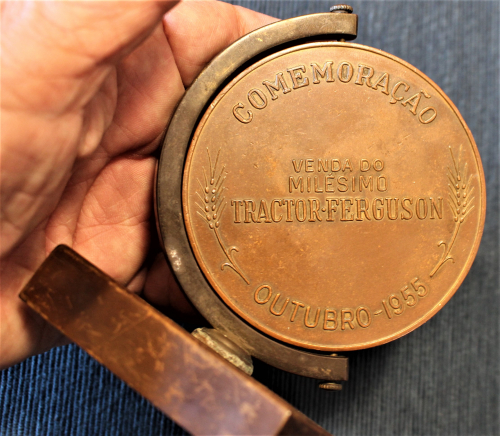 COMEMORAÇÃO
VENDA DO
MILÉSIMO
TRACTOR-FERGUSON
OUTUBRO-1955